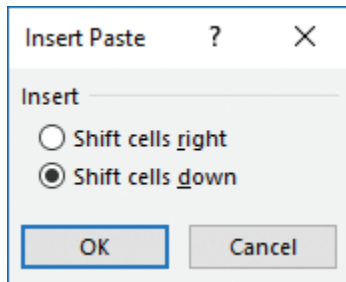 Insert Paste ?
Insert
Shift cells right
Shift cells down
OK Cancel